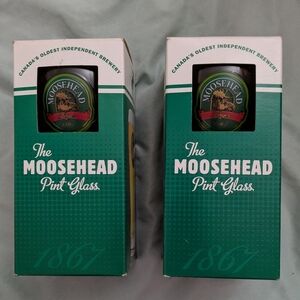 CANADA'S OLDEST INDEPENDENT BREWERY
MOOSEHEAD
The
MOOSEHEAD
Pint Glass
1867
CANADA'S OLDEST INDEPENDENT BREWERY
MOOSEHEAD
The
MOOSEHEAD
Pint Glass
1867